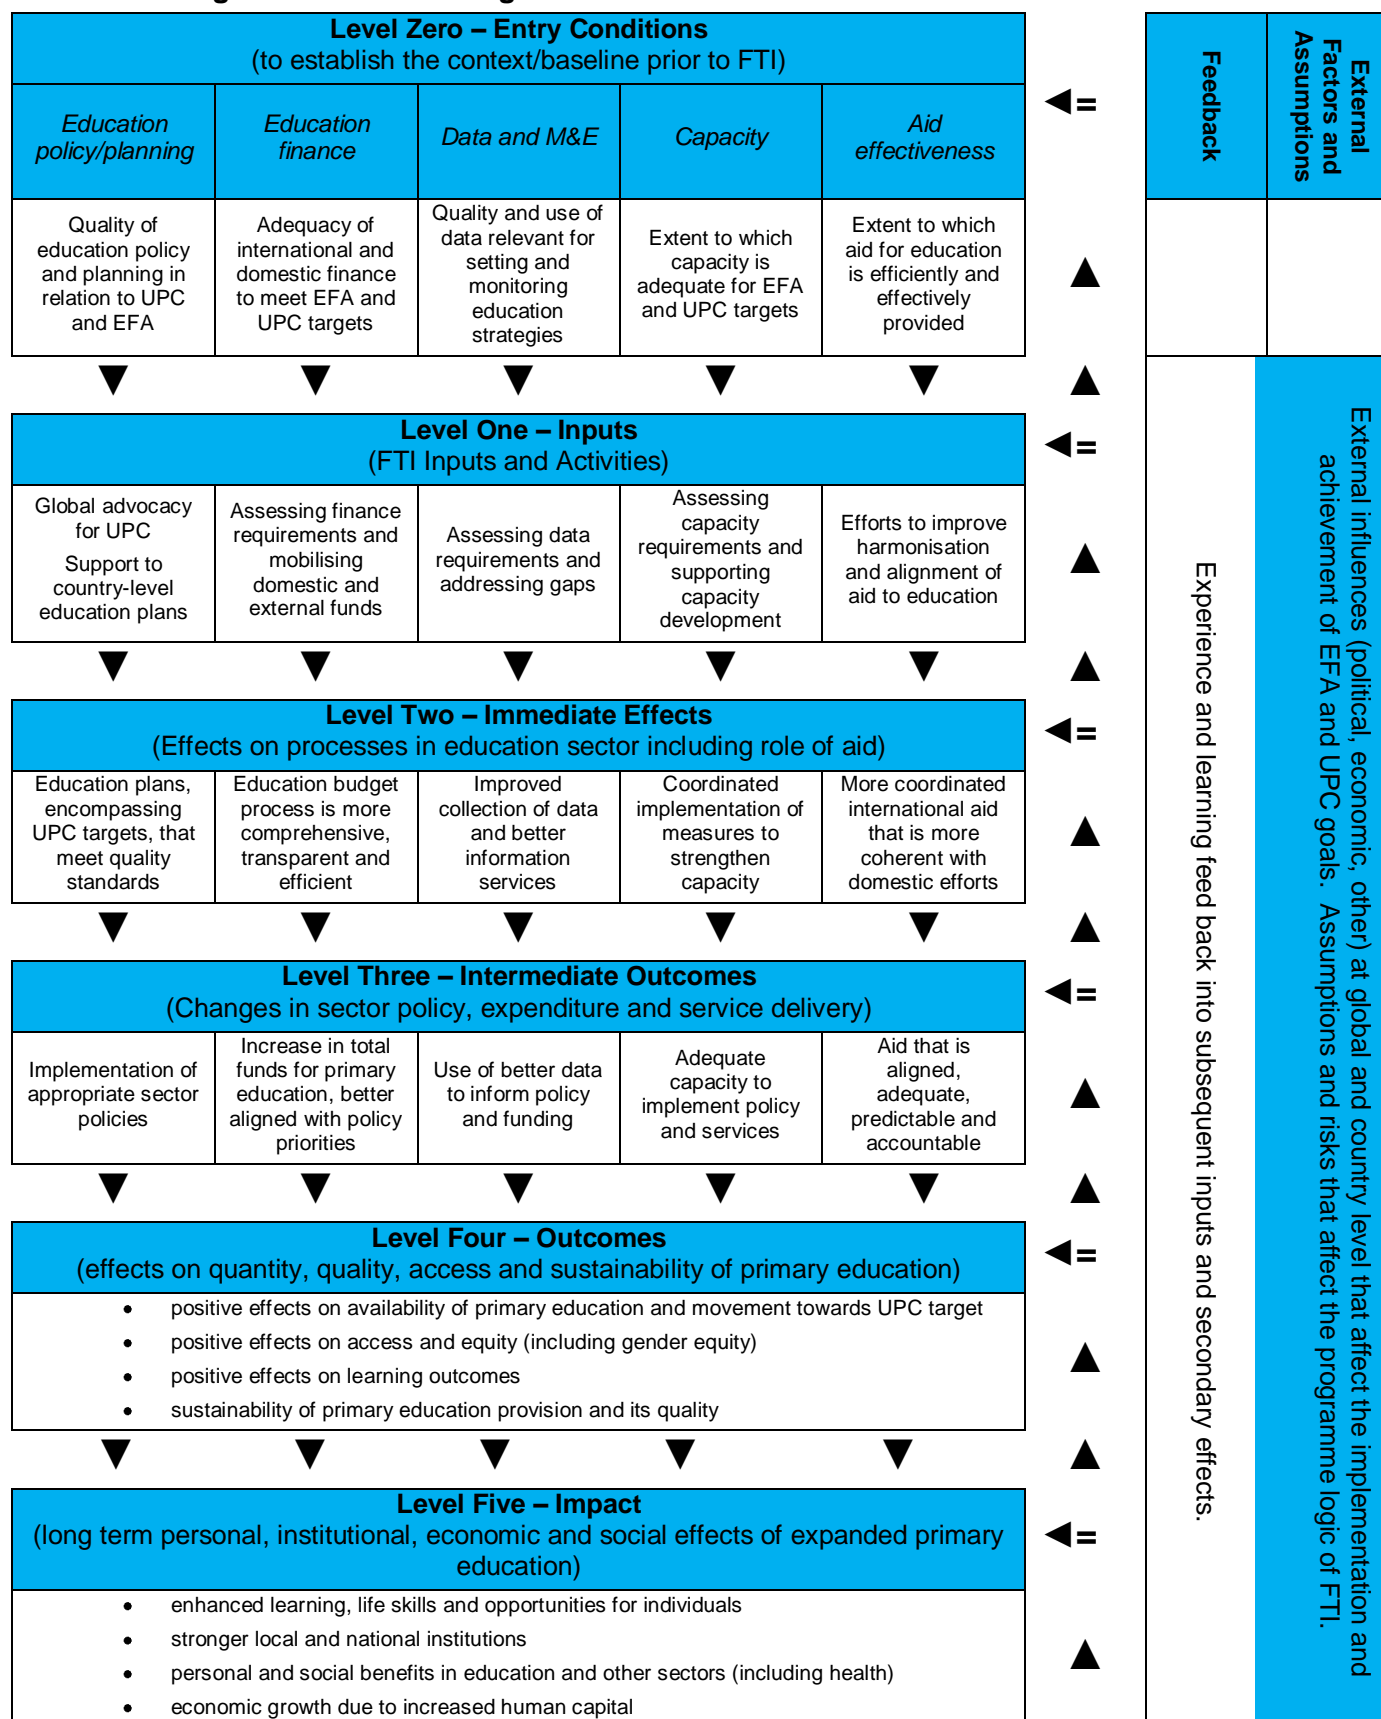 Level Zero – Entry Conditions
(to establish the context/baseline prior to FTI)
Education
policy/planning
Education
finance
Data and M&E
Capacity
Aid
effectiveness
Quality of
education policy
and planning in
relation to UPC
and EFA
Adequacy of
international and
domestic finance
to meet EFA and
UPC targets
Quality and use of
data relevant for
setting and
monitoring
education
strategies
Extent to which
capacity is
adequate for EFA
and UPC targets
Extent to which
aid for education
is efficiently and
effectively
provided
Level One – Inputs
(FTI Inputs and Activities)
Global advocacy
for UPC
Support to
country-level
education plans
Assessing finance
requirements and
mobilising
domestic and
external funds
Assessing data
requirements and
addressing gaps
Assessing
capacity
requirements and
supporting
capacity
development
Efforts to improve
harmonisation
and alignment of
aid to education
Level Two – Immediate Effects
(Effects on processes in education sector including role of aid)
Education plans,
encompassing
UPC targets, that
meet quality
standards
Education budget
process is more
comprehensive,
transparent and
efficient
Improved
collection of data
and better
information
services
Coordinated
implementation of
measures to
strengthen
capacity
More coordinated
international aid
that is more
coherent with
domestic efforts
Level Three – Intermediate Outcomes
(Changes in sector policy, expenditure and service delivery)
Implementation of
appropriate sector
policies
Increase in total
funds for primary
education, better
aligned with policy
priorities
Use of better data
to inform policy
and funding
Adequate
capacity to
implement policy
and services
Aid that is
aligned,
adequate,
predictable and
accountable
Level Four – Outcomes
(effects on quantity, quality, access and sustainability of primary education)
• positive effects on availability of primary education and movement towards UPC target
• positive effects on access and equity (including gender equity)
• positive effects on learning outcomes
• sustainability of primary education provision and its quality
Level Five – Impact
(long term personal, institutional, economic and social effects of expanded primary
education)
• enhanced learning, life skills and opportunities for individuals
• stronger local and national institutions
• personal and social benefits in education and other sectors (including health)
• economic growth due to increased human capital
Feedback
Experience and learning feed back into subsequent inputs and secondary effects.
External
Factors and
Assumptions
External influences (political, economic, other) at global and country level that affect the implementation and
achievement of EFA and UPC goals. Assumptions and risks that affect the programme logic of FTI.